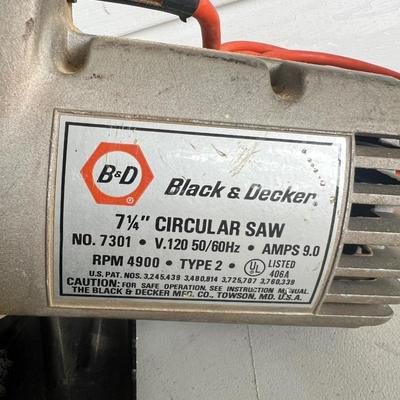 B&D
®
Black & Decker®
7¼" CIRCULAR SAW
NO. 7301 • V.120 50/60Hz • AMPS 9.0
RPM 4900 • TYPE 2 • UL® LISTED 406A
U.S. PAT. NOS. 3,245,439 3,480,814 3,725,707 3,760,339
CAUTION: FOR SAFE OPERATION, SEE INSTRUCTION MANUAL
THE BLACK & DECKER MFG. CO., TOWSON, MD. U.S.A.